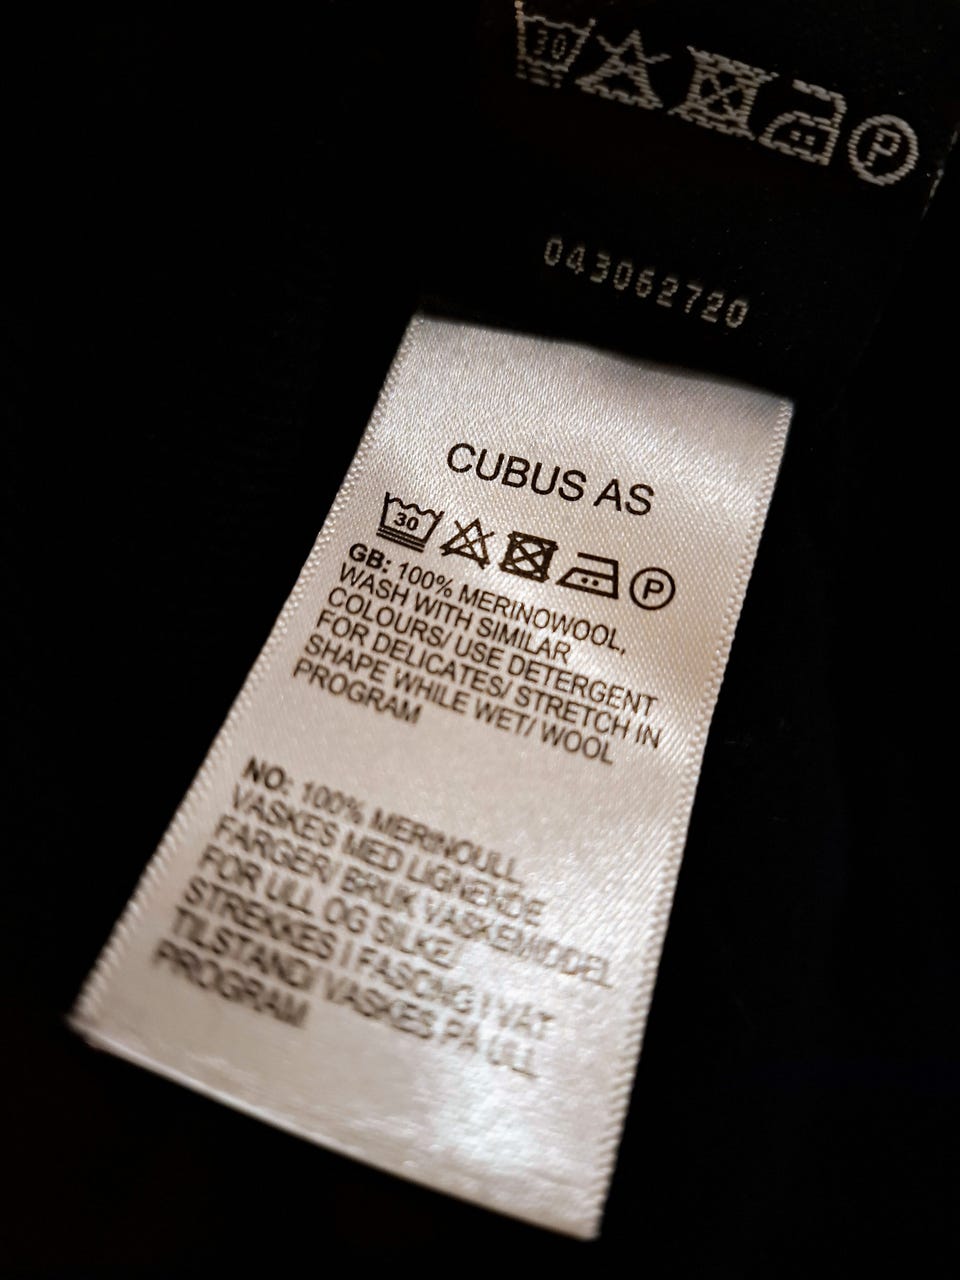 30 P
043062720
CUBUS AS
30 P
GB: 100% MERINOWOOL,
WASH WITH SIMILAR
COLOURS/ USE DETERGENT
FOR DELICATES/ STRETCH IN
SHAPE WHILE WET/ WOOL
PROGRAM
NO: 100% MERINOULL,
VASKES MED LIGNENDE
FARGER/ BRUK VASKEMIDDEL
FOR ULL OG SILKE/
STREKKES I FASONG I VÅT
TILSTAND/ VASKES PÅ ULL
PROGRAM